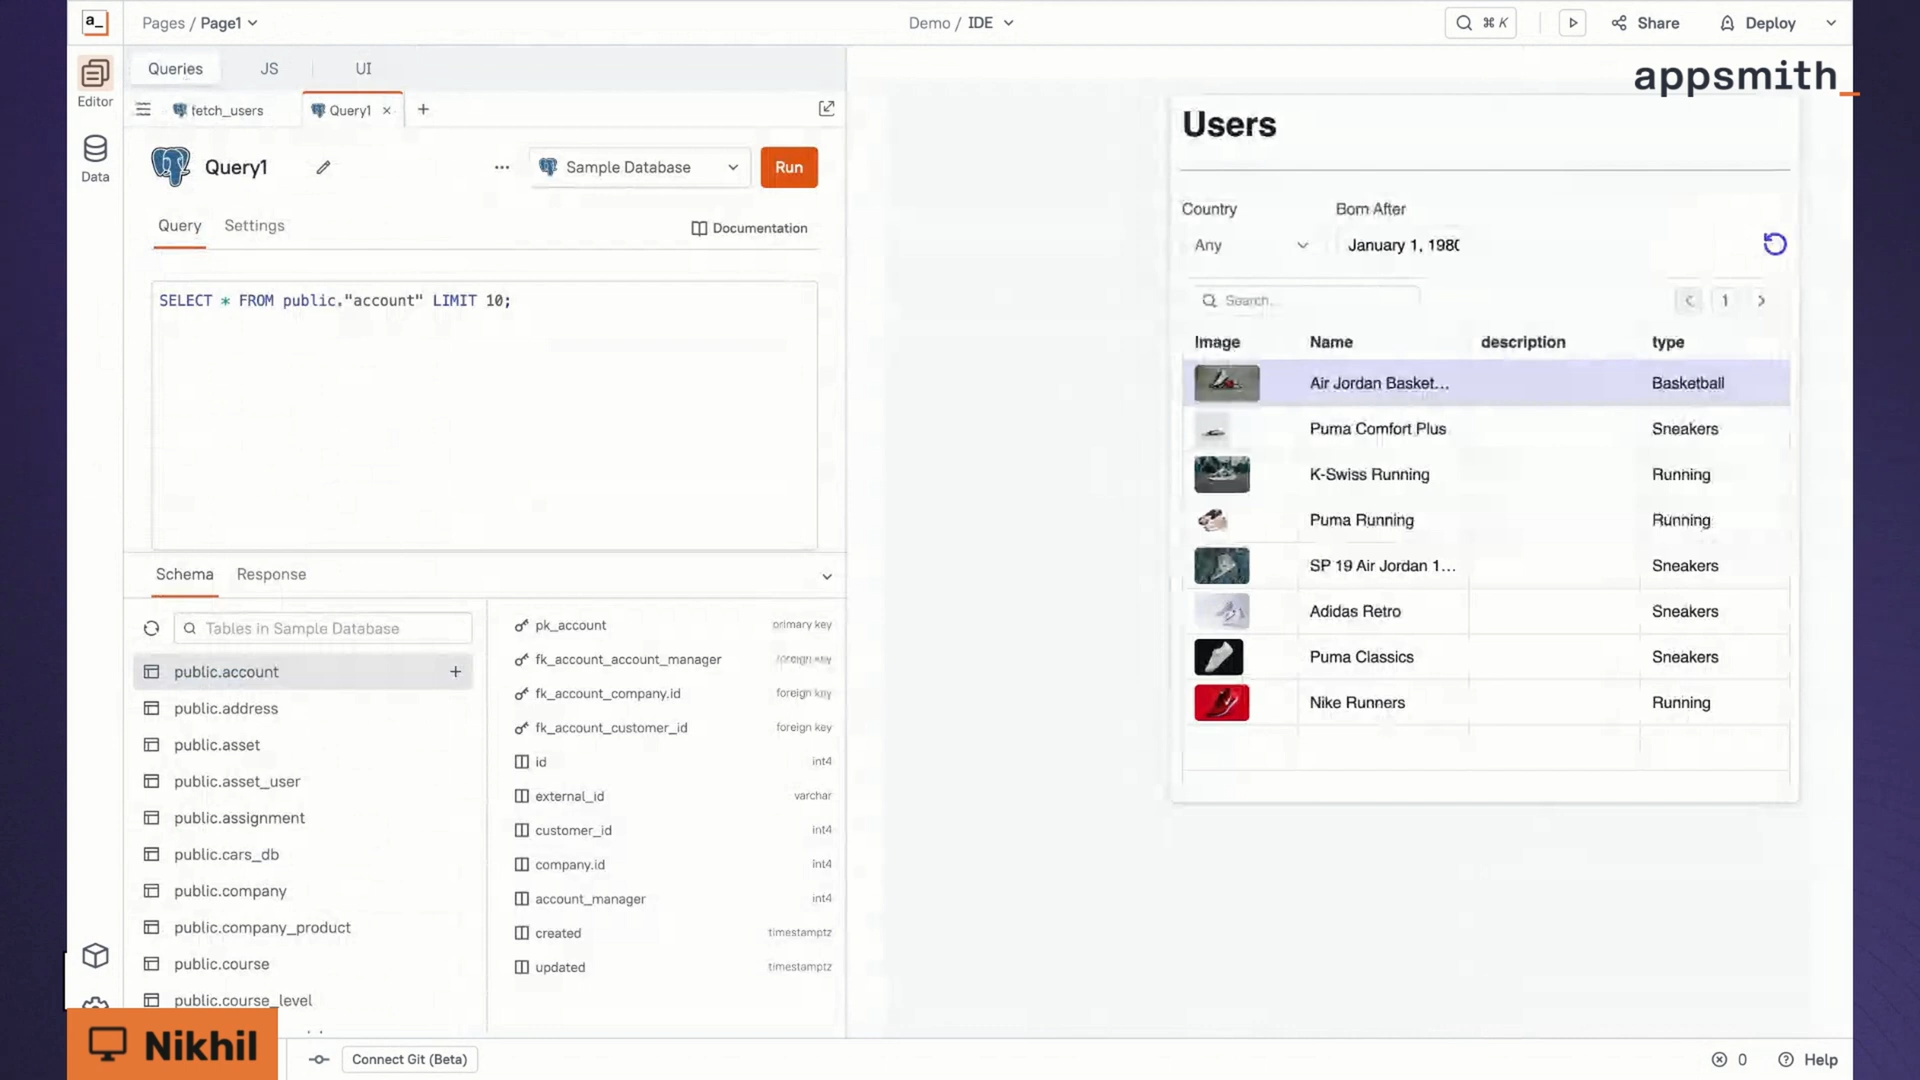 a_
Pages / Page1
Demo / IDE
⌘ K
Share
Deploy
appsmith_
Editor
Data
Queries
JS
UI
fetch_users
Query1
Query1
Sample Database
Run
Query
Settings
Documentation
SELECT * FROM public."account" LIMIT 10;
Schema
Response
Tables in Sample Database
public.account
public.address
public.asset
public.asset_user
public.assignment
public.cars_db
public.company
public.company_product
public.course
public.course_level
pk_account primary key
fk_account_account_manager foreign key
fk_account_company.id foreign key
fk_account_customer_id foreign key
id int4
external_id varchar
customer_id int4
company.id int4
account_manager int4
created timestamptz
updated timestamptz
Users
Country
Born After
Any
January 1, 1980
Search...
1
Image Name description type
Air Jordan Basket... Basketball
Puma Comfort Plus Sneakers
K-Swiss Running Running
Puma Running Running
SP 19 Air Jordan 1... Sneakers
Adidas Retro Sneakers
Puma Classics Sneakers
Nike Runners Running
Nikhil
Connect Git (Beta)
0
Help